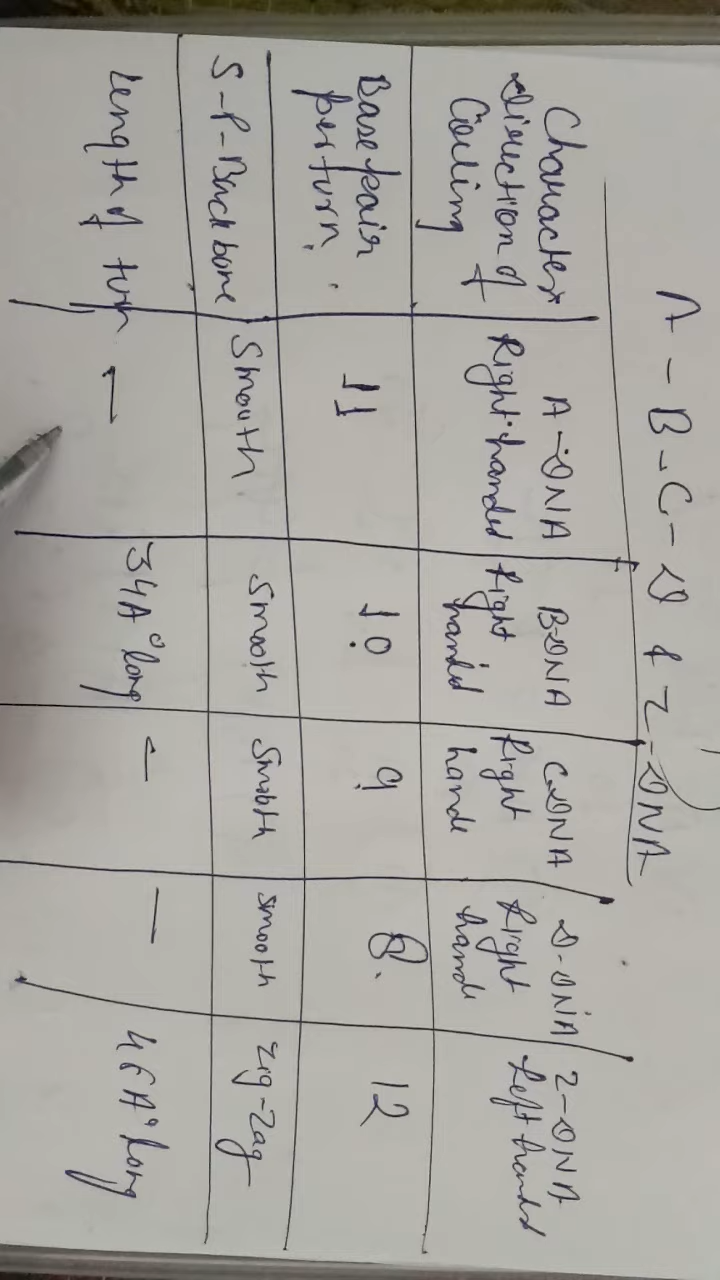 A-B-C-D & Z-DNA
Character A-DNA B-DNA C-DNA D-DNA Z-DNA
Direction of Coiling Right handed Right handed Right hande Right hande Left handed
Base pair per turn. 11 10. 9. 8. 12
S-P-Backbone Smooth Smooth Smooth Smooth Zig-Zag
Length of turn — 34A° long — — 46A° long